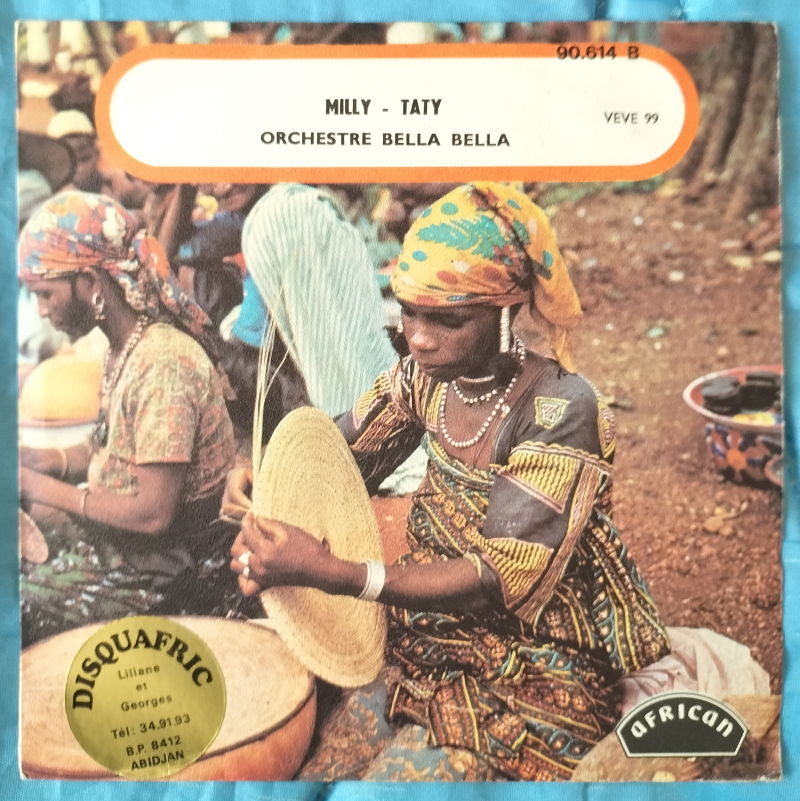 90.614 B
MILLY - TATY
VEVE 99
ORCHESTRE BELLA BELLA
DISQUAFRIC
Liliane
et
Georges
Tél: 34.91.93
B.P. 8412
ABIDJAN
african